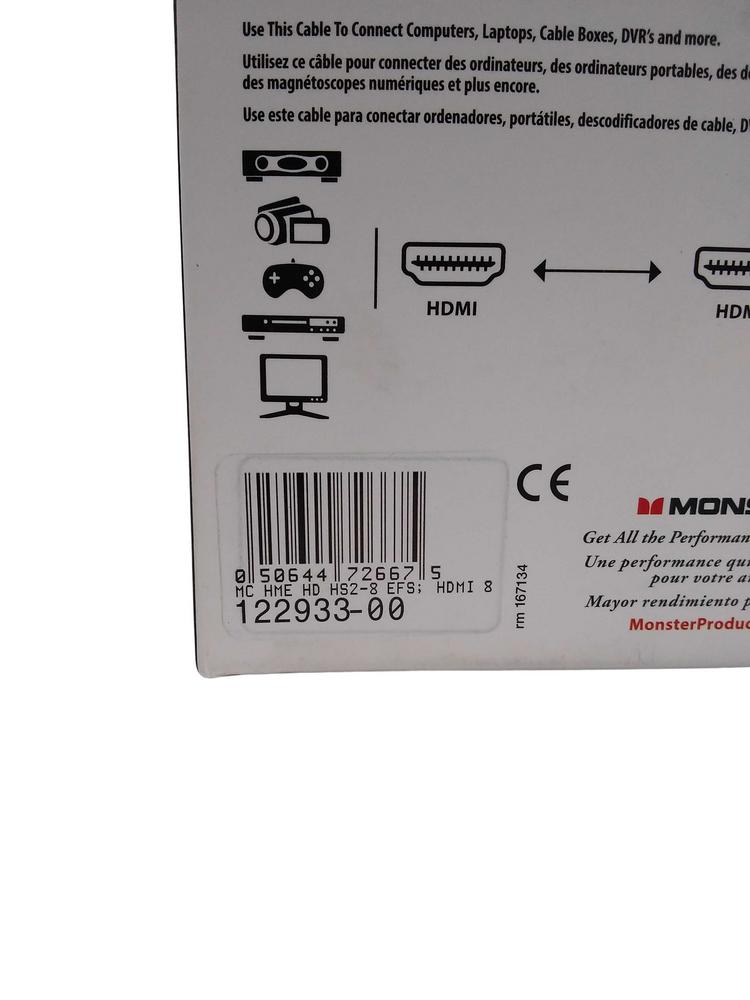 Use This Cable To Connect Computers, Laptops, Cable Boxes, DVR's and more.
Utilisez ce câble pour connecter des ordinateurs, des ordinateurs portables, des
des magnétoscopes numériques et plus encore.
Use este cable para conectar ordenadores, portátiles, descodificadores de cable,
HDMI
CE
0 50644 72667 5
MC HME HD HS2-8 EFS; HDMI 8
122933-00
rm 167134
Get All the
Une performance
pour votre
Mayor rendimiento